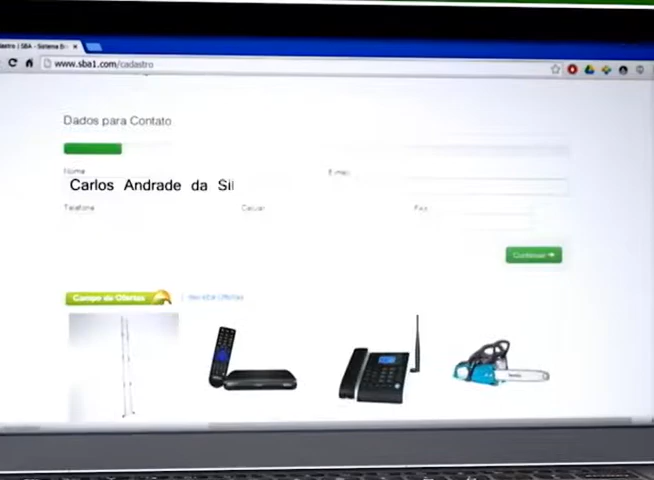 www.sba1.com/cadastro
Dados para Contato
Nome
E-mail
Carlos Andrade da Sil
Telefone
Celular
Fax
Continuar
Campo de Ofertas